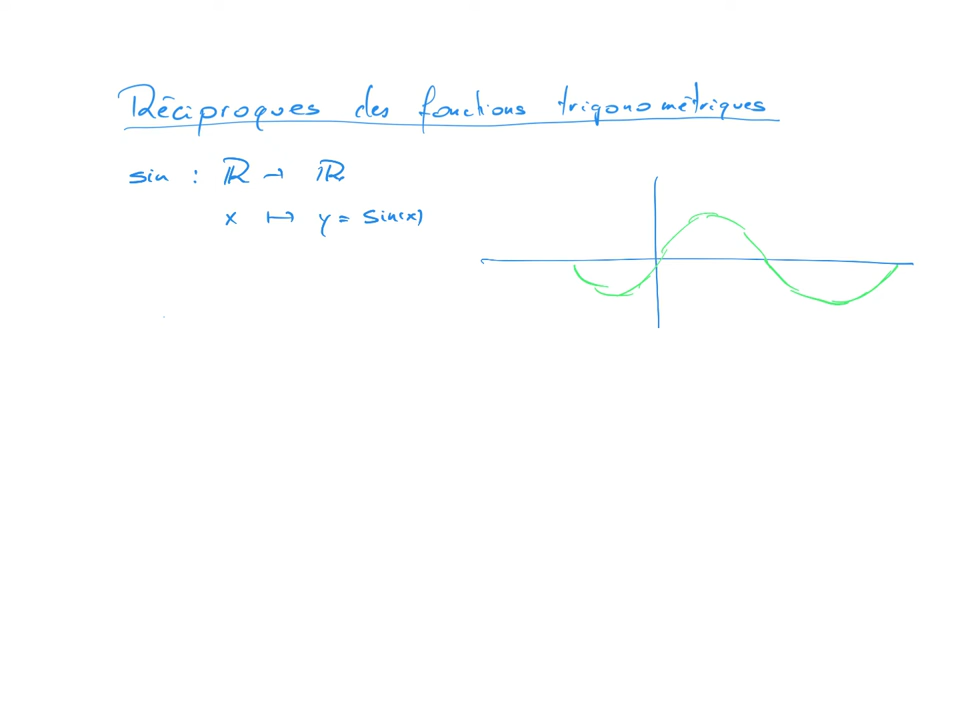 Réciproques des fonctions trigonométriques
sin : ℝ → ℝ
x ↦ y = sin(x)